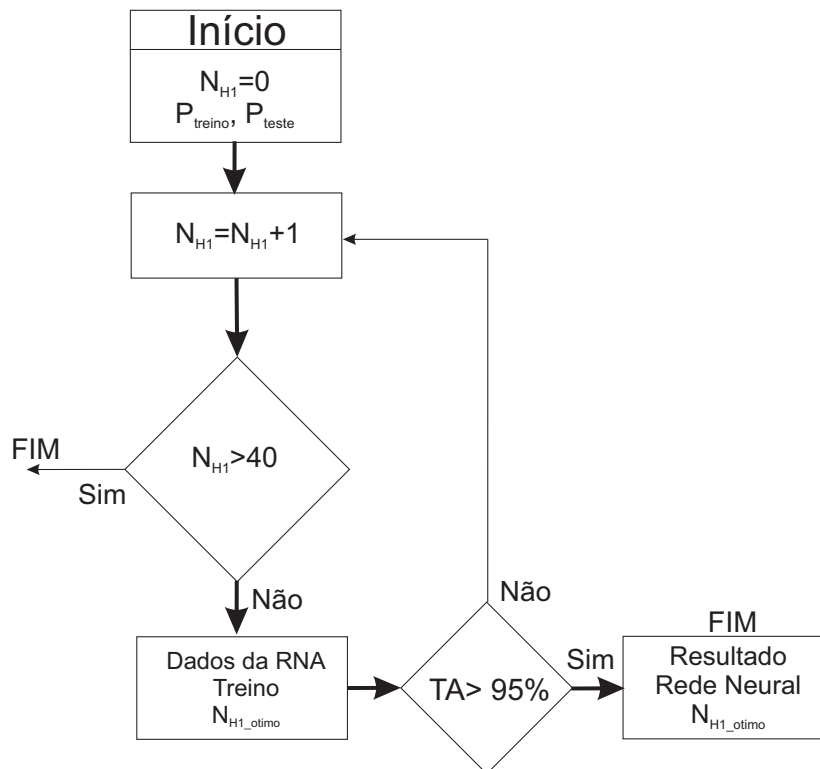 Início
N_H1=0
P_treino, P_teste
N_H1=N_H1+1
N_H1>40
FIM
Sim
Não
Dados da RNA
Treino
N_H1_otimo
TA> 95%
Não
Sim
FIM
Resultado
Rede Neural
N_H1_otimo